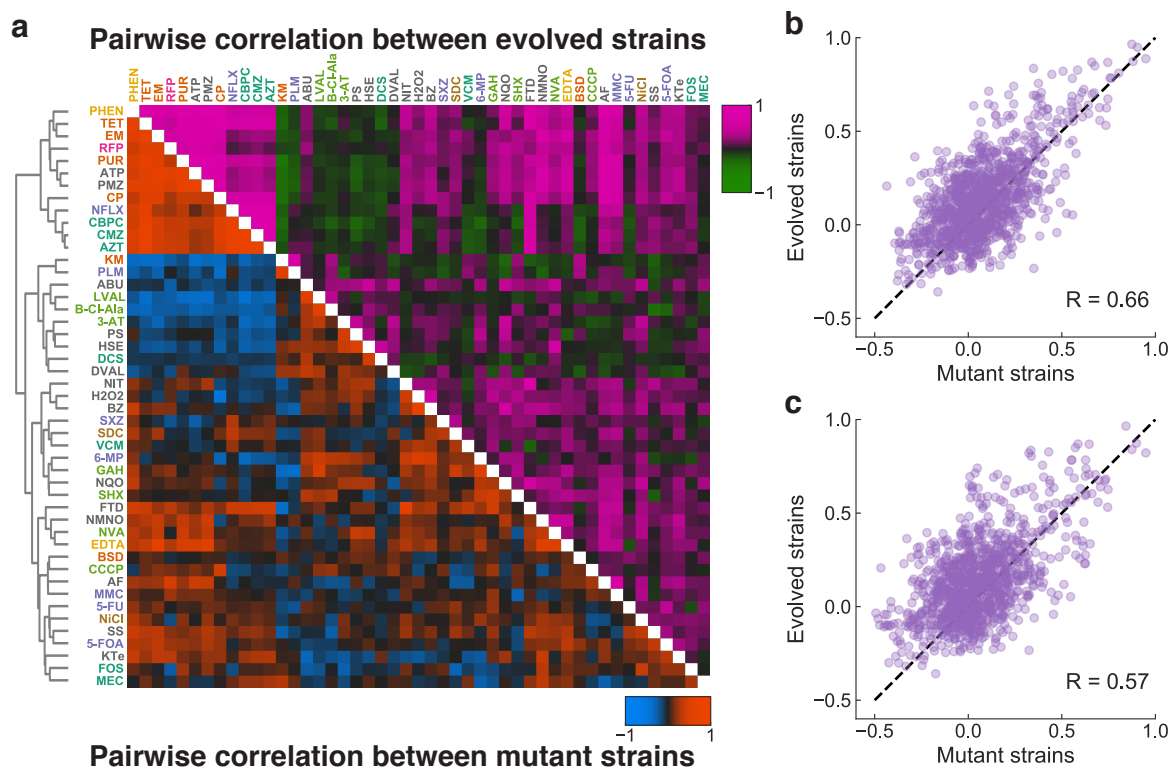 a
Pairwise correlation between evolved strains
PHEN TET EM RFP PUR ATP PMZ CP NFLX CBPC CMZ AZT KM PLM ABU LVAL B-Cl-Ala 3-AT PS HSE DCS DVAL NIT H2O2 BZ SXZ SDC VCM 6-MP GAH NQO SHX FTD NMNO NVA EDTA BSD CCCP AF MMC 5-FU NiCl SS 5-FOA KTe FOS MEC
PHEN
TET
EM
RFP
PUR
ATP
PMZ
CP
NFLX
CBPC
CMZ
AZT
KM
PLM
ABU
LVAL
B-Cl-Ala
3-AT
PS
HSE
DCS
DVAL
NIT
H2O2
BZ
SXZ
SDC
VCM
6-MP
GAH
NQO
SHX
FTD
NMNO
NVA
EDTA
BSD
CCCP
AF
MMC
5-FU
NiCl
SS
5-FOA
KTe
FOS
MEC
1
−1
−1 1
Pairwise correlation between mutant strains
b
1.0
0.5
0.0
−0.5
Evolved strains
R = 0.66
−0.5 0.0 0.5 1.0
Mutant strains
c
1.0
0.5
0.0
−0.5
Evolved strains
R = 0.57
−0.5 0.0 0.5 1.0
Mutant strains